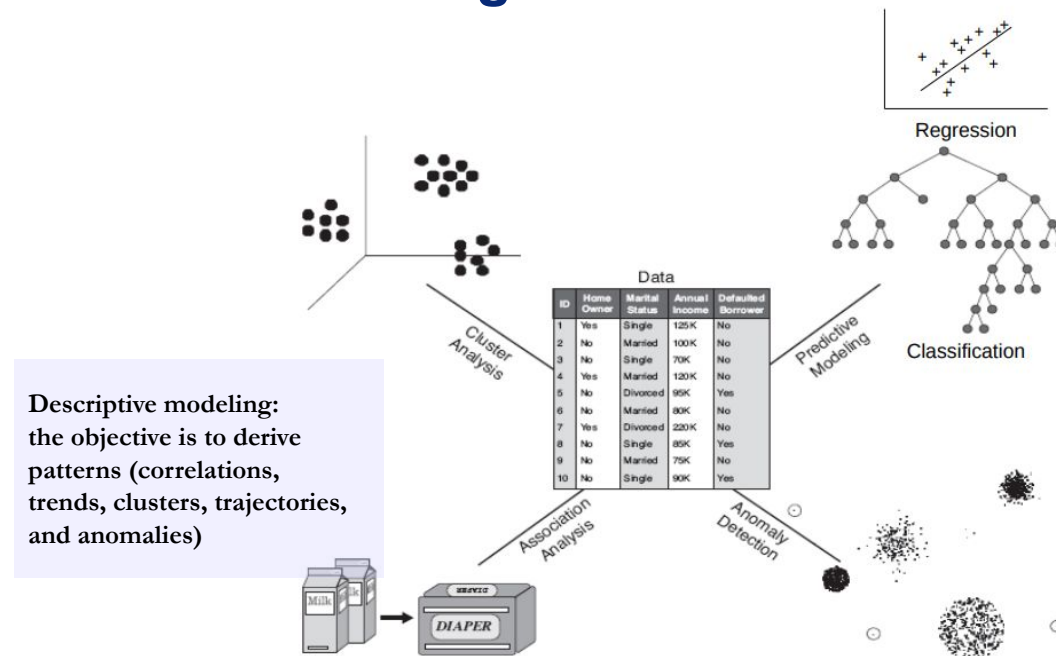 Regression
Classification
Data
ID Home Owner Marital Status Annual Income Defaulted Borrower
1 Yes Single 125K No
2 No Married 100K No
3 No Single 70K No
4 Yes Married 120K No
5 No Divorced 95K Yes
6 No Married 80K No
7 Yes Divorced 220K No
8 No Single 85K Yes
9 No Married 75K No
10 No Single 90K Yes
Cluster
Analysis
Predictive
Modeling
Descriptive modeling:
the objective is to derive
patterns (correlations,
trends, clusters, trajectories,
and anomalies)
Association
Analysis
Anomaly
Detection
Milk
Milk
DIAPER
DIAPER